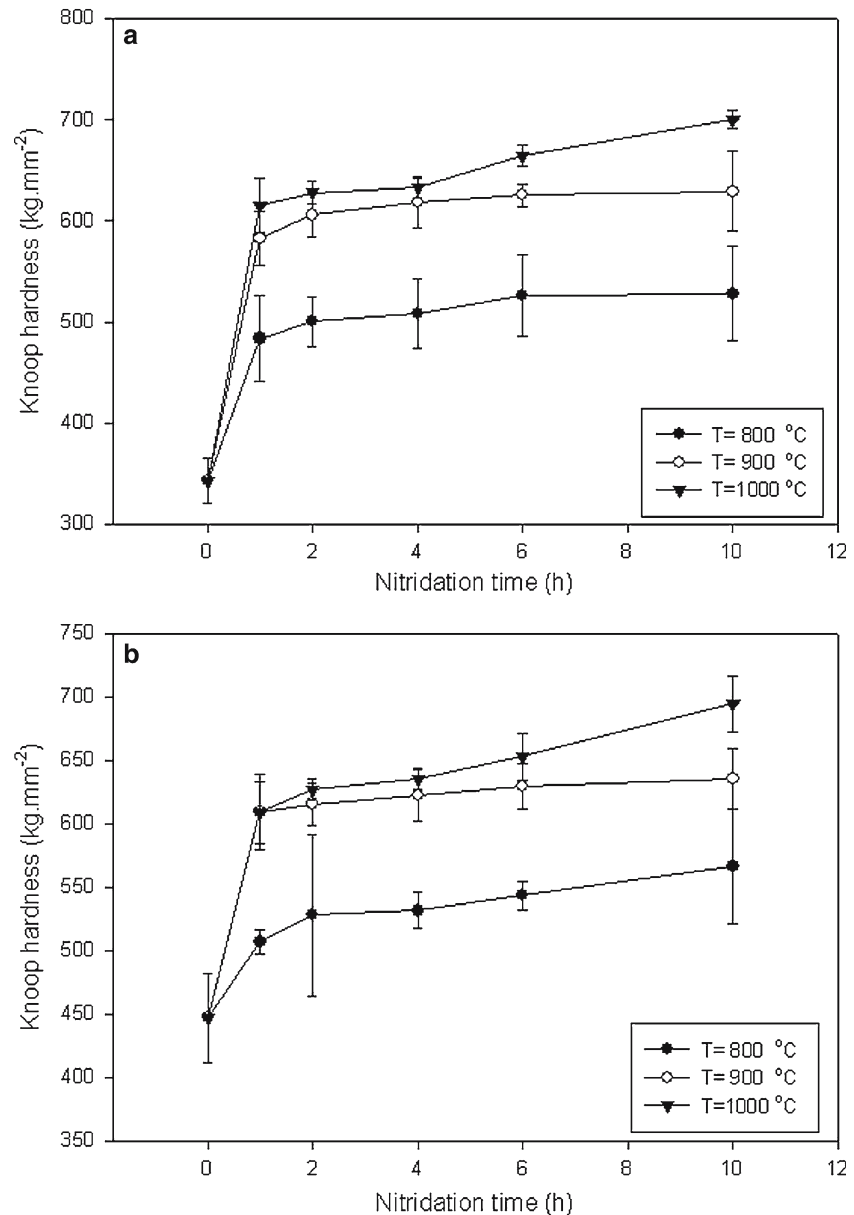 a
800
700
600
500
400
300
Knoop hardness (kg.mm⁻²)
T= 800 °C
T= 900 °C
T=1000 °C
0 2 4 6 8 10 12
Nitridation time (h)
b
750
700
650
600
550
500
450
400
350
Knoop hardness (kg.mm⁻²)
T= 800 °C
T= 900 °C
T=1000 °C
0 2 4 6 8 10 12
Nitridation time (h)